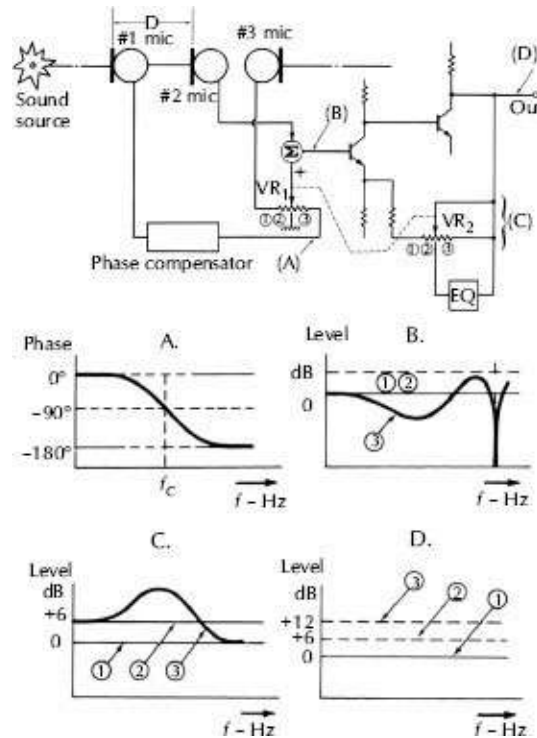 D
#1 mic
#3 mic
#2 mic
Sound
source
(B)
(D)
Ou
Σ
+
VR₁
①②③
VR₂
①②③
(C)
Phase compensator
(A)
EQ
A.
Phase
0°
−90°
−180°
fc
f – Hz
B.
Level
dB
①②
0
③
f – Hz
C.
Level
dB
+6
0
①
②
③
f – Hz
D.
Level
dB
③
②
①
+12
+6
0
f – Hz